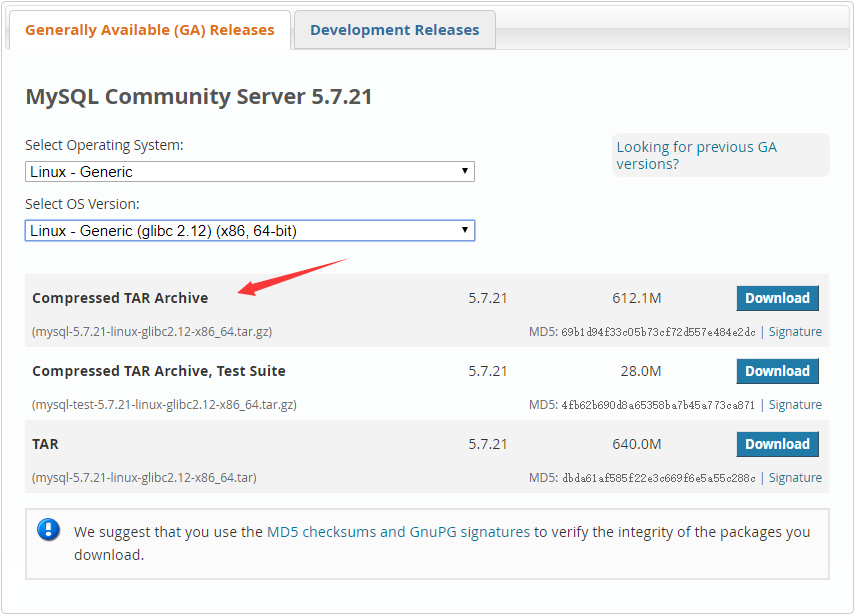 Generally Available (GA) Releases
Development Releases
MySQL Community Server 5.7.21
Select Operating System:
Looking for previous GA
versions?
Linux - Generic
Select OS Version:
Linux - Generic (glibc 2.12) (x86, 64-bit)
Compressed TAR Archive 5.7.21 612.1M Download
(mysql-5.7.21-linux-glibc2.12-x86_64.tar.gz) MD5: 69b1d94f33c05b73cf72d557e484e2dc | Signature
Compressed TAR Archive, Test Suite 5.7.21 28.0M Download
(mysql-test-5.7.21-linux-glibc2.12-x86_64.tar.gz) MD5: 4fb62b690d8a65358ba7b45a773ca871 | Signature
TAR 5.7.21 640.0M Download
(mysql-5.7.21-linux-glibc2.12-x86_64.tar) MD5: dbda61af585f22e3c669f6e5a55c288c | Signature
We suggest that you use the MD5 checksums and GnuPG signatures to verify the integrity of the packages you
download.